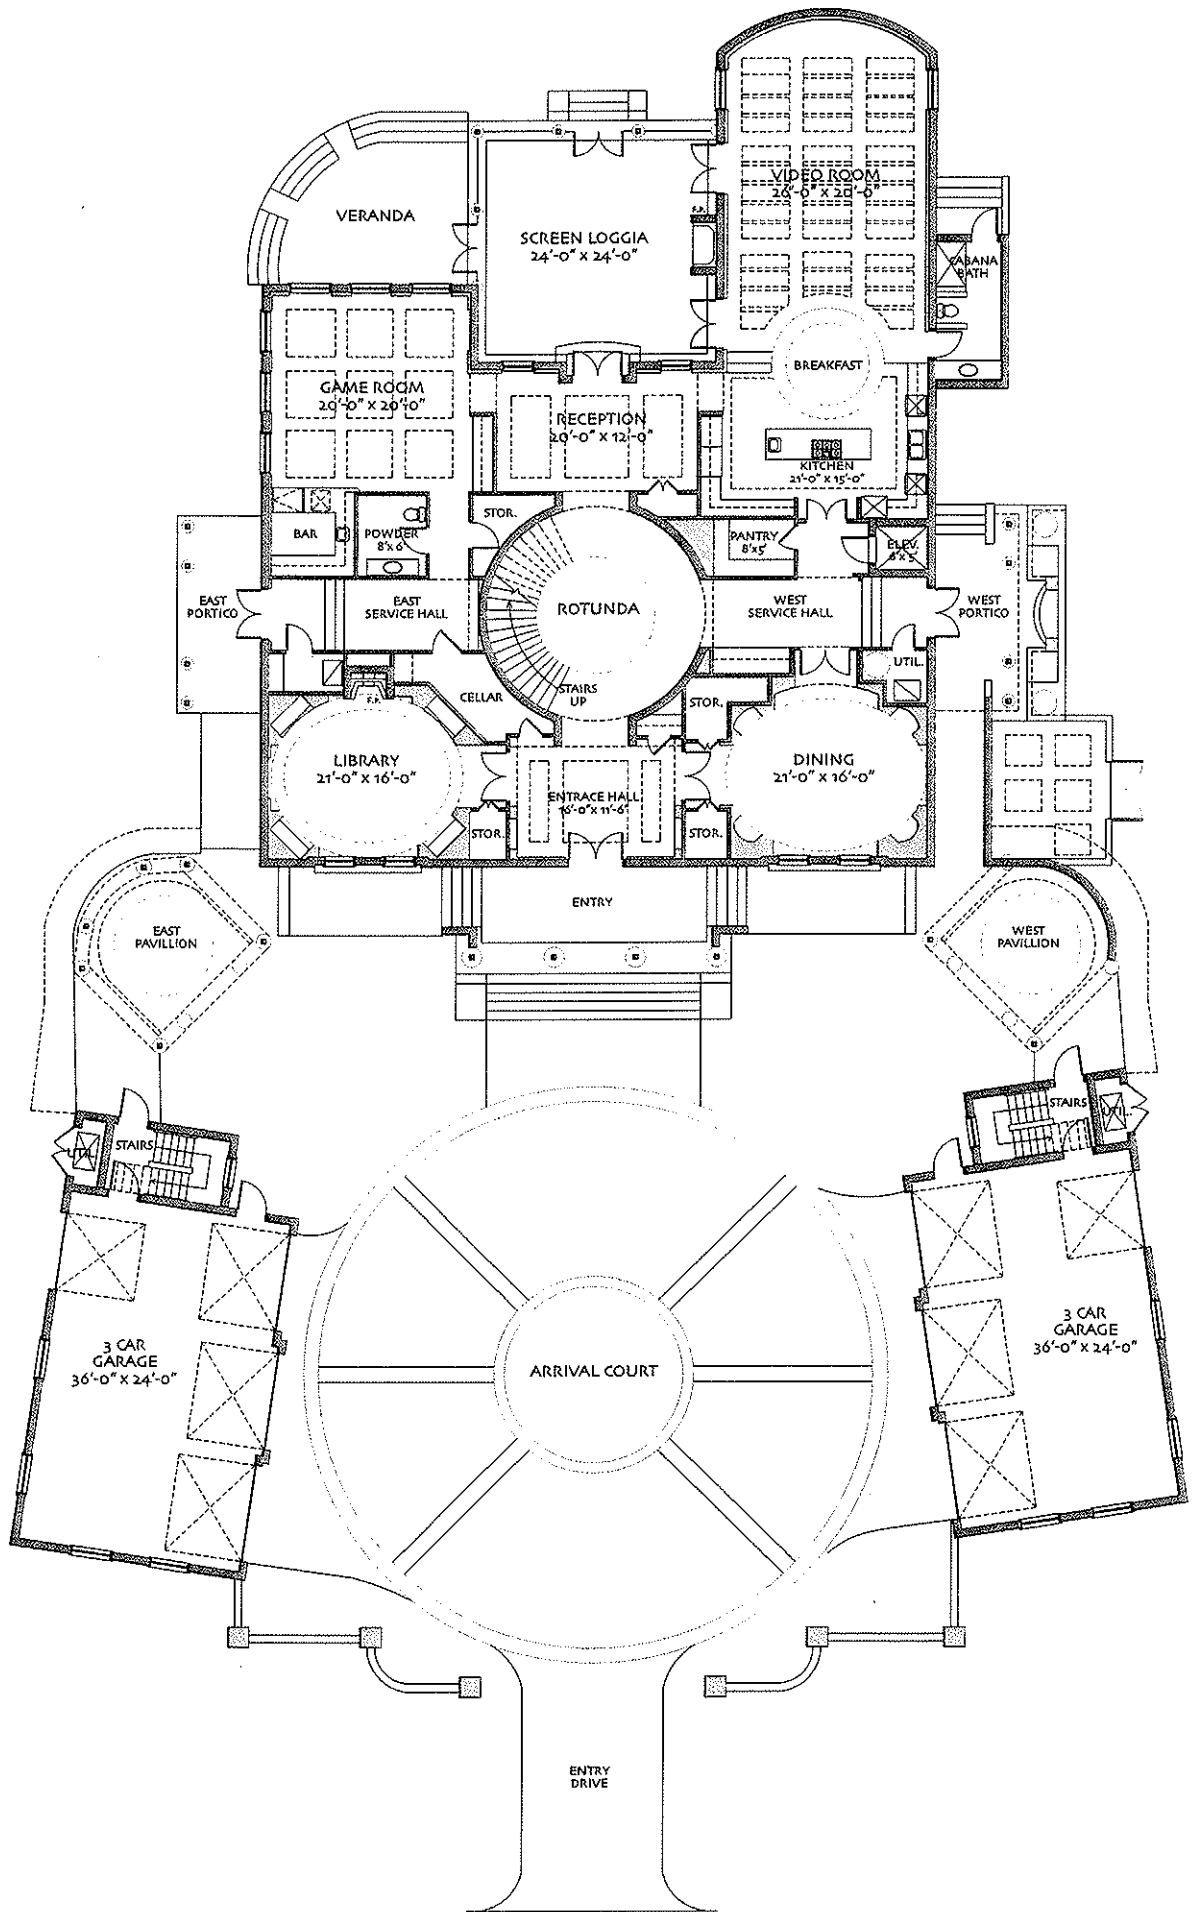 VIDEO ROOM
26'-0" X 20'-0"
VERANDA
F.P.
SCREEN LOGGIA
24'-0" X 24'-0"
CABANA
BATH
BREAKFAST
GAME ROOM
20'-0" X 20'-0"
RECEPTION
20'-0" X 12'-0"
KITCHEN
21'-0" X 15'-0"
STOR.
BAR
POWDER
8'X 6'
PANTRY
8'X5'
ELEV.
6'X 5'
EAST
PORTICO
EAST
SERVICE HALL
ROTUNDA
WEST
SERVICE HALL
WEST
PORTICO
UTIL.
STAIRS
UP
CELLAR
F.P.
STOR.
LIBRARY
21'-0" X 16'-0"
DINING
21'-0" X 16'-0"
ENTRACE HALL
16'-0"X 11'-6"
STOR.
STOR.
ENTRY
EAST
PAVILLION
WEST
PAVILLION
STAIRS
UTIL.
STAIRS
UTIL.
3 CAR
GARAGE
36'-0" X 24'-0"
3 CAR
GARAGE
36'-0" X 24'-0"
ARRIVAL COURT
ENTRY
DRIVE